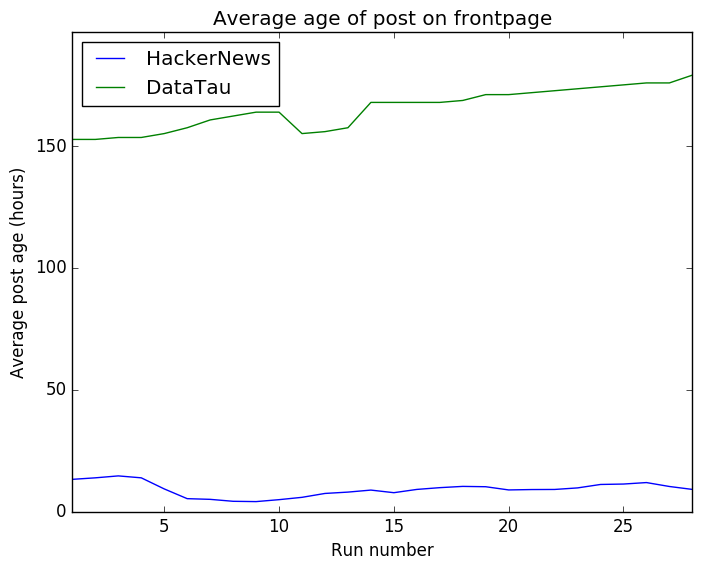 Average age of post on frontpage
HackerNews
DataTau
Average post age (hours)
150
100
50
0
5 10 15 20 25
Run number